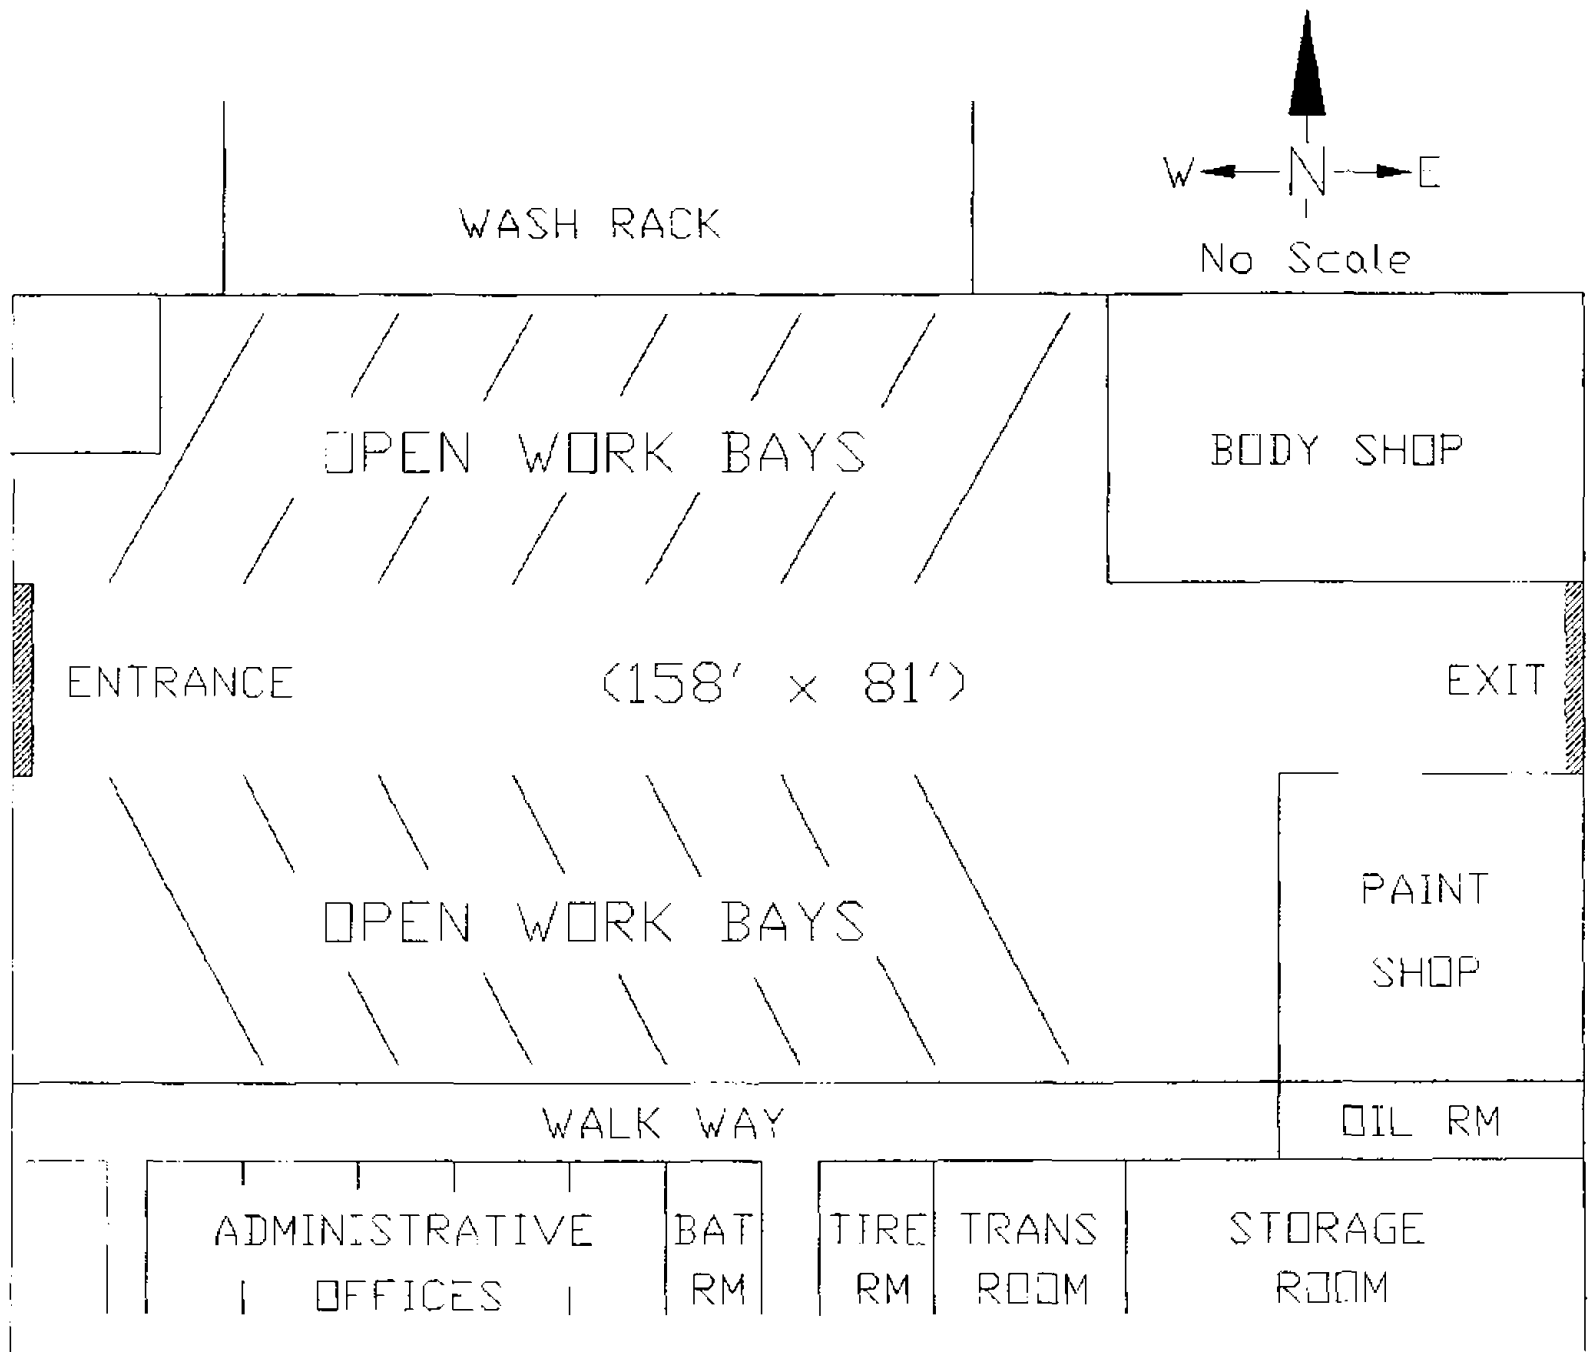 W N E
WASH RACK
No Scale
OPEN WORK BAYS
BODY SHOP
ENTRANCE
(158' x 81')
EXIT
PAINT
SHOP
OPEN WORK BAYS
WALK WAY
OIL RM
ADMINISTRATIVE
OFFICES
BAT
RM
TIRE
RM
TRANS
ROOM
STORAGE
ROOM